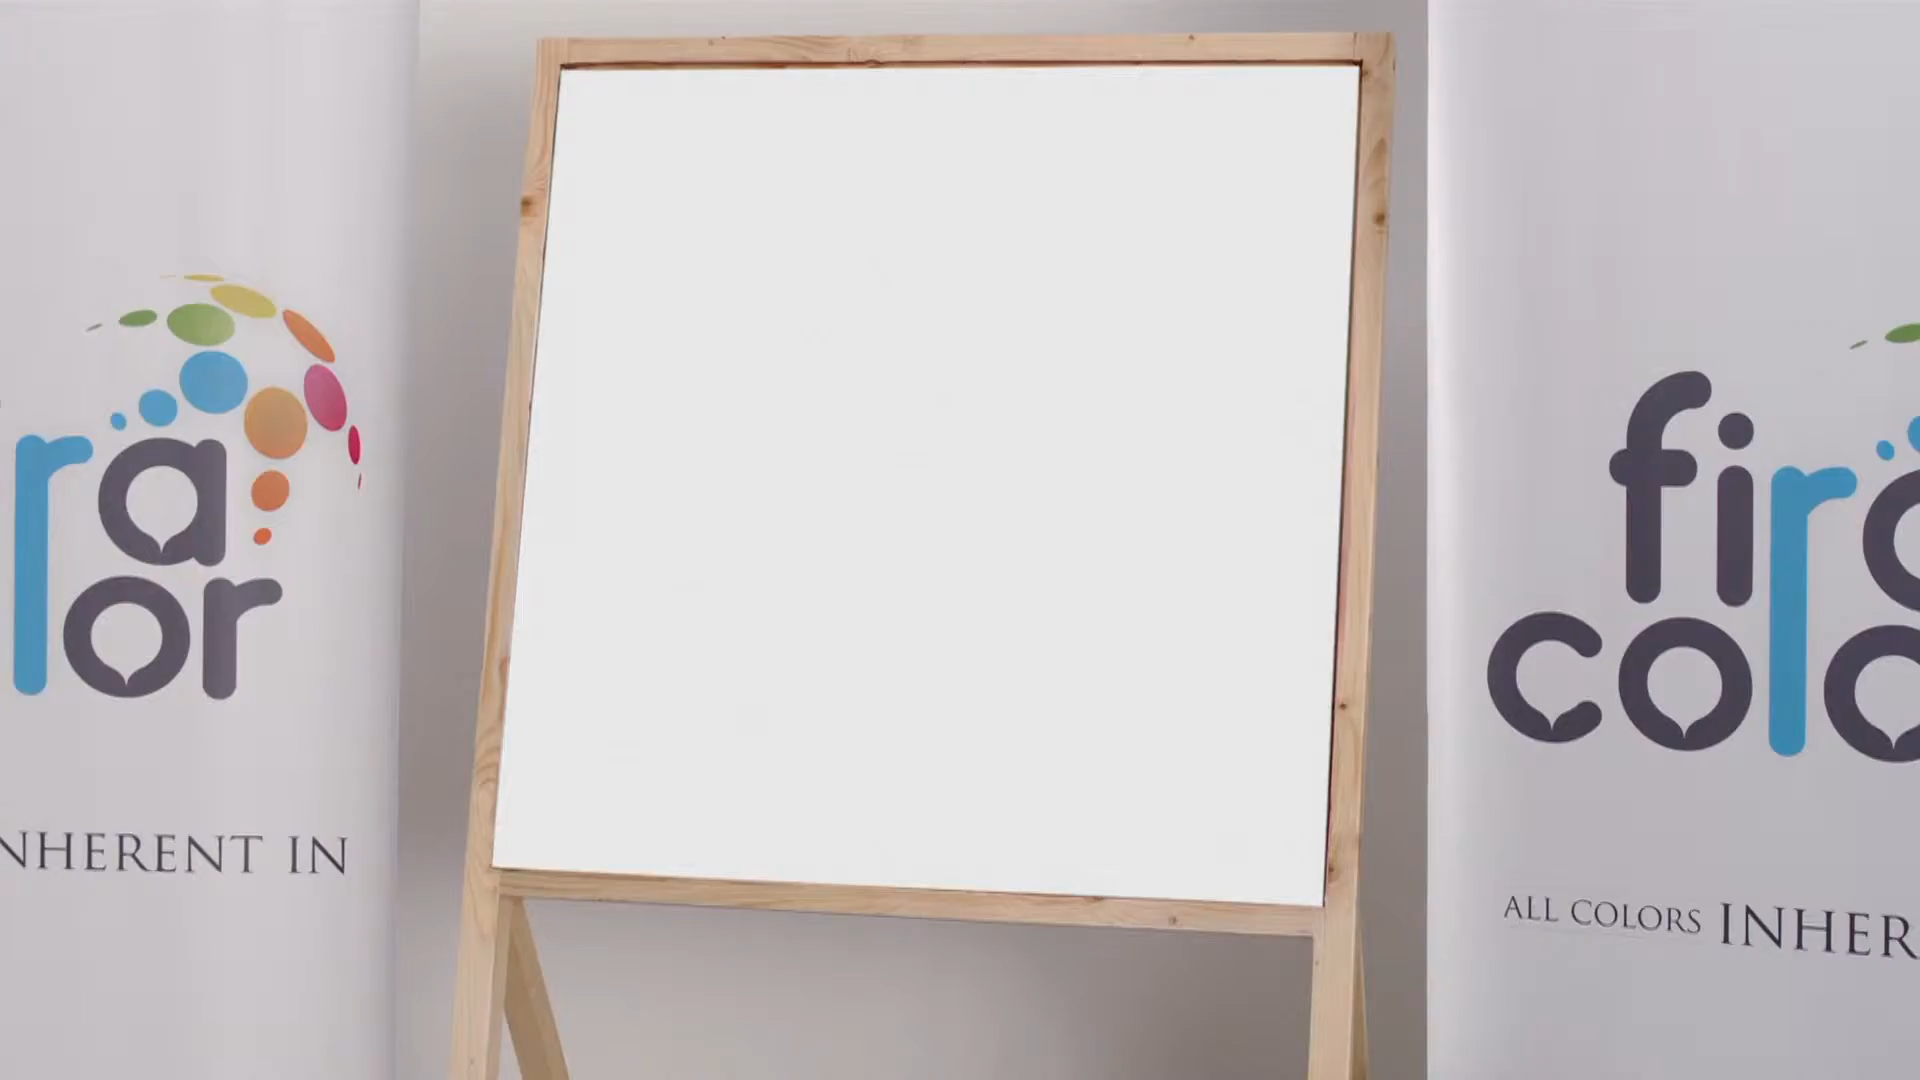 ra
lor
NHERENT IN
fira
colo
ALL COLORS INHER